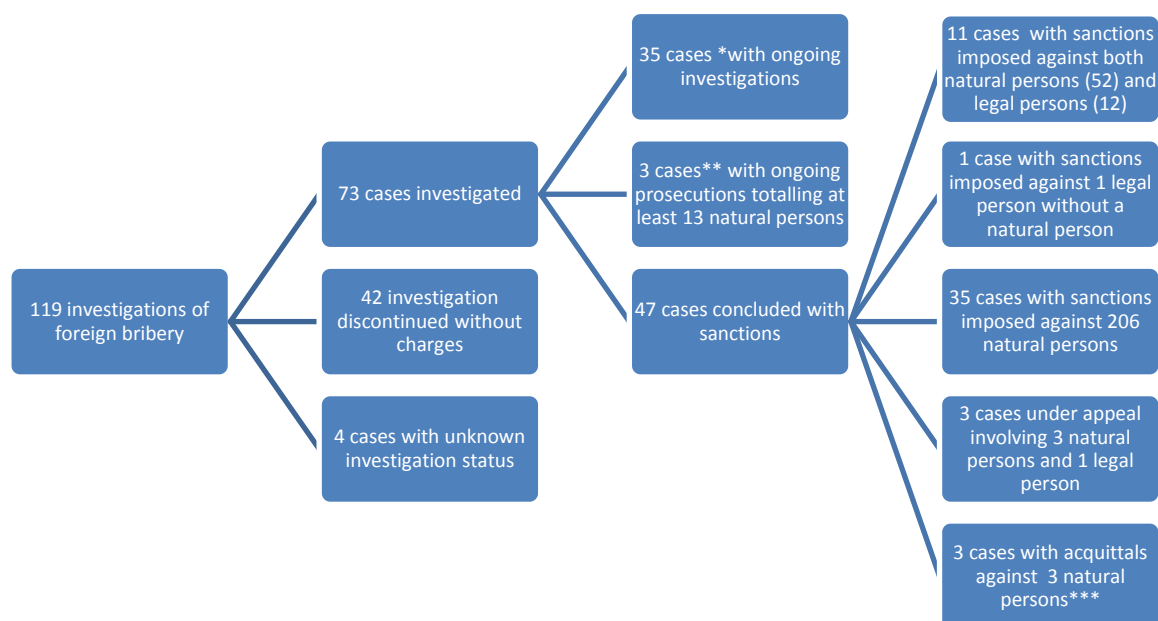 119 investigations of
foreign bribery
73 cases investigated
42 investigation
discontinued without
charges
4 cases with unknown
investigation status
35 cases *with ongoing
investigations
3 cases** with ongoing
prosecutions totalling at
least 13 natural persons
47 cases concluded with
sanctions
11 cases with sanctions
imposed against both
natural persons (52) and
legal persons (12)
1 case with sanctions
imposed against 1 legal
person without a
natural person
35 cases with sanctions
imposed against 206
natural persons
3 cases under appeal
involving 3 natural
persons and 1 legal
person
3 cases with acquittals
against 3 natural
persons***